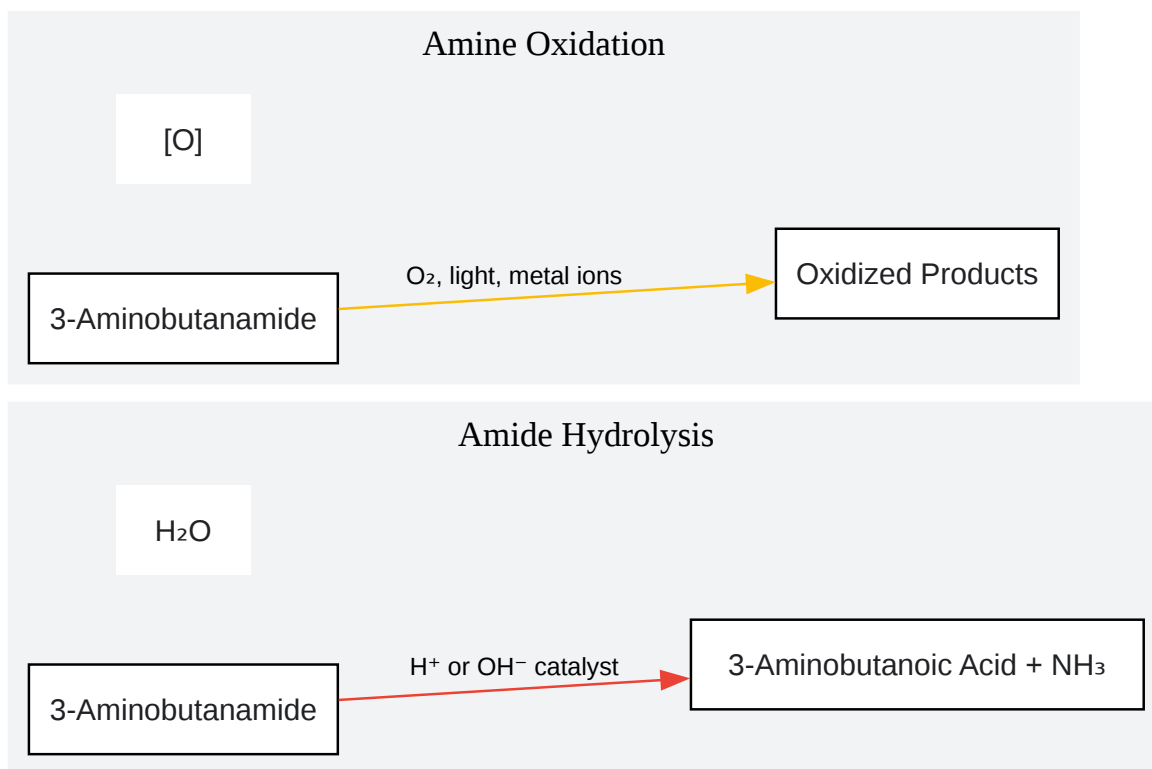 Amine Oxidation
[O]
O₂, light, metal ions
Oxidized Products
3-Aminobutanamide
Amide Hydrolysis
H₂O
H⁺ or OH⁻ catalyst
3-Aminobutanoic Acid + NH₃
3-Aminobutanamide